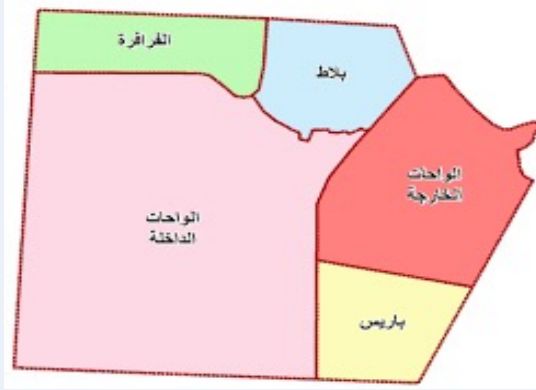 الفرافرة
بلاط
الواحات
الخارجة
الواحات
الداخلة
باريس